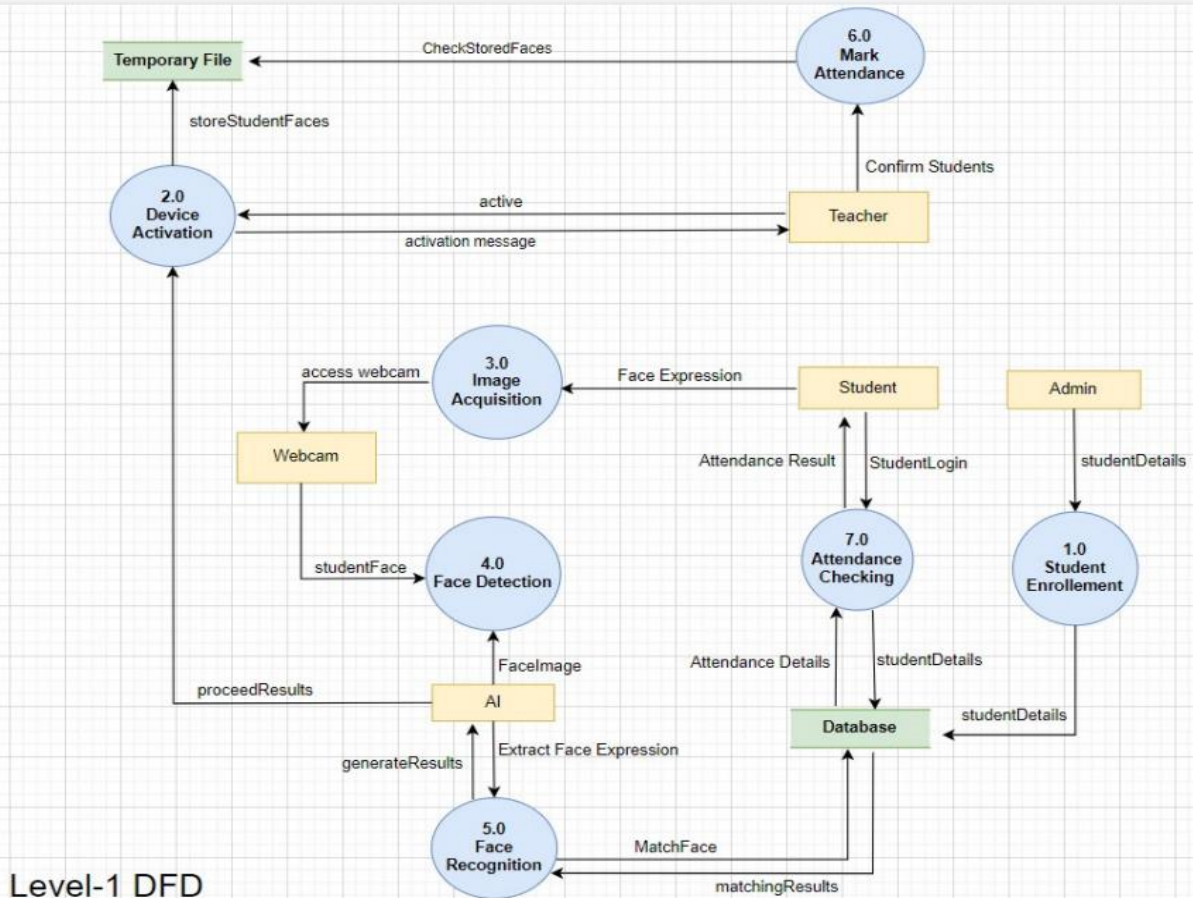 CheckStoredFaces
6.0
Mark
Attendance
Temporary File
storeStudentFaces
Confirm Students
2.0
Device
Activation
active
Teacher
activation message
3.0
Image
Acquisition
access webcam
Face Expression
Student
Admin
Webcam
Attendance Result
StudentLogin
studentDetails
7.0
Attendance
Checking
1.0
Student
Enrollement
4.0
Face Detection
studentFace
FaceImage
Attendance Details
studentDetails
proceedResults
AI
Database
studentDetails
Extract Face Expression
generateResults
5.0
Face
Recognition
MatchFace
matchingResults
Level-1 DFD